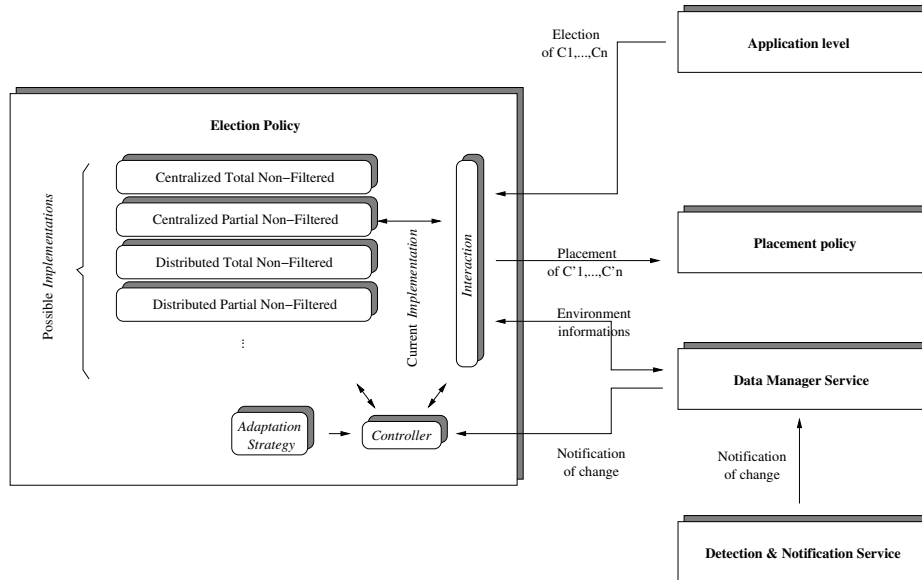 Election
of C1,...,Cn
Application level
Election Policy
Possible Implementations
Centralized Total Non−Filtered
Centralized Partial Non−Filtered
Distributed Total Non−Filtered
Distributed Partial Non−Filtered
...
Current Implementation
Interaction
Placement
of C'1,...,C'n
Placement policy
Environment
informations
Data Manager Service
Adaptation
Strategy
Controller
Notification
of change
Notification
of change
Detection & Notification Service